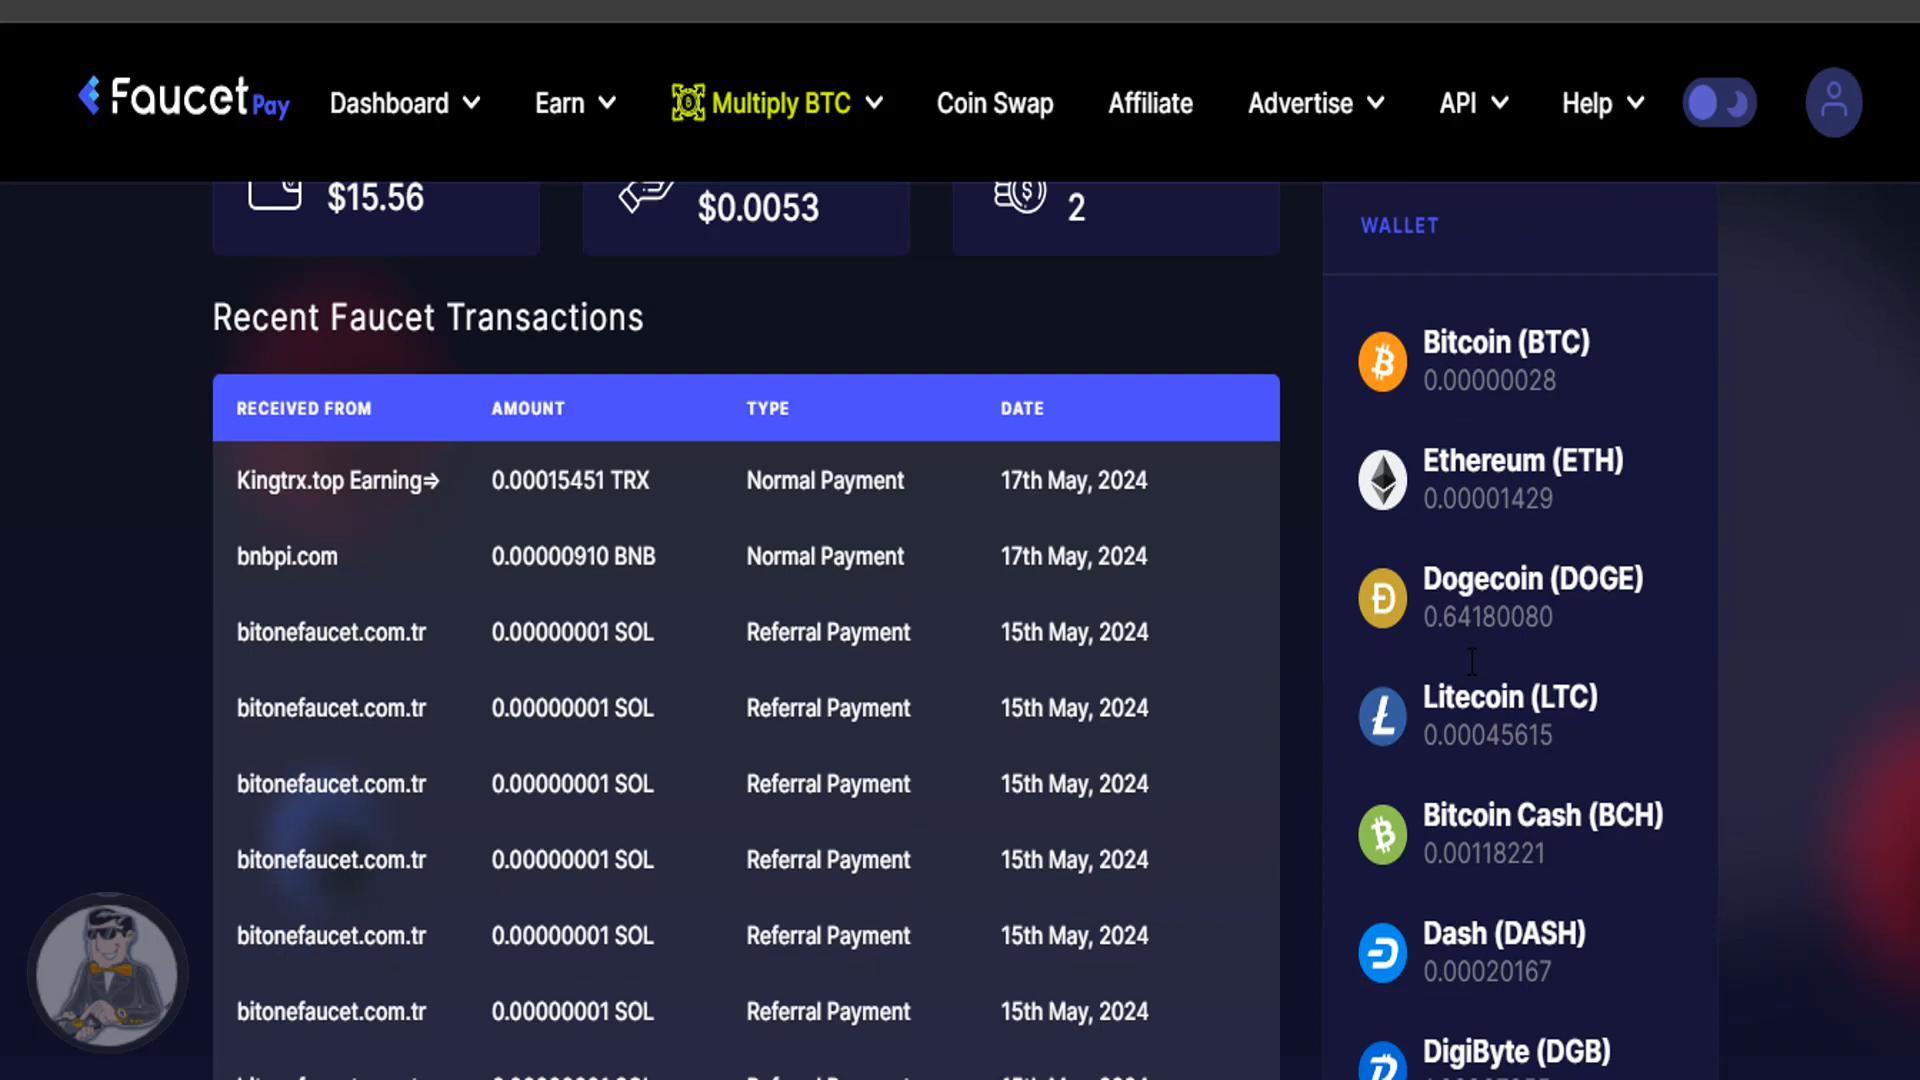 FaucetPay Dashboard Earn Multiply BTC Coin Swap Affiliate Advertise API Help
$15.56 $0.0053 2
Recent Faucet Transactions
RECEIVED FROM AMOUNT TYPE DATE
Kingtrx.top Earning⇒ 0.00015451 TRX Normal Payment 17th May, 2024
bnbpi.com 0.00000910 BNB Normal Payment 17th May, 2024
bitonefaucet.com.tr 0.00000001 SOL Referral Payment 15th May, 2024
bitonefaucet.com.tr 0.00000001 SOL Referral Payment 15th May, 2024
bitonefaucet.com.tr 0.00000001 SOL Referral Payment 15th May, 2024
bitonefaucet.com.tr 0.00000001 SOL Referral Payment 15th May, 2024
bitonefaucet.com.tr 0.00000001 SOL Referral Payment 15th May, 2024
bitonefaucet.com.tr 0.00000001 SOL Referral Payment 15th May, 2024
WALLET
Bitcoin (BTC)
0.00000028
Ethereum (ETH)
0.00001429
Dogecoin (DOGE)
0.64180080
Litecoin (LTC)
0.00045615
Bitcoin Cash (BCH)
0.00118221
Dash (DASH)
0.00020167
DigiByte (DGB)